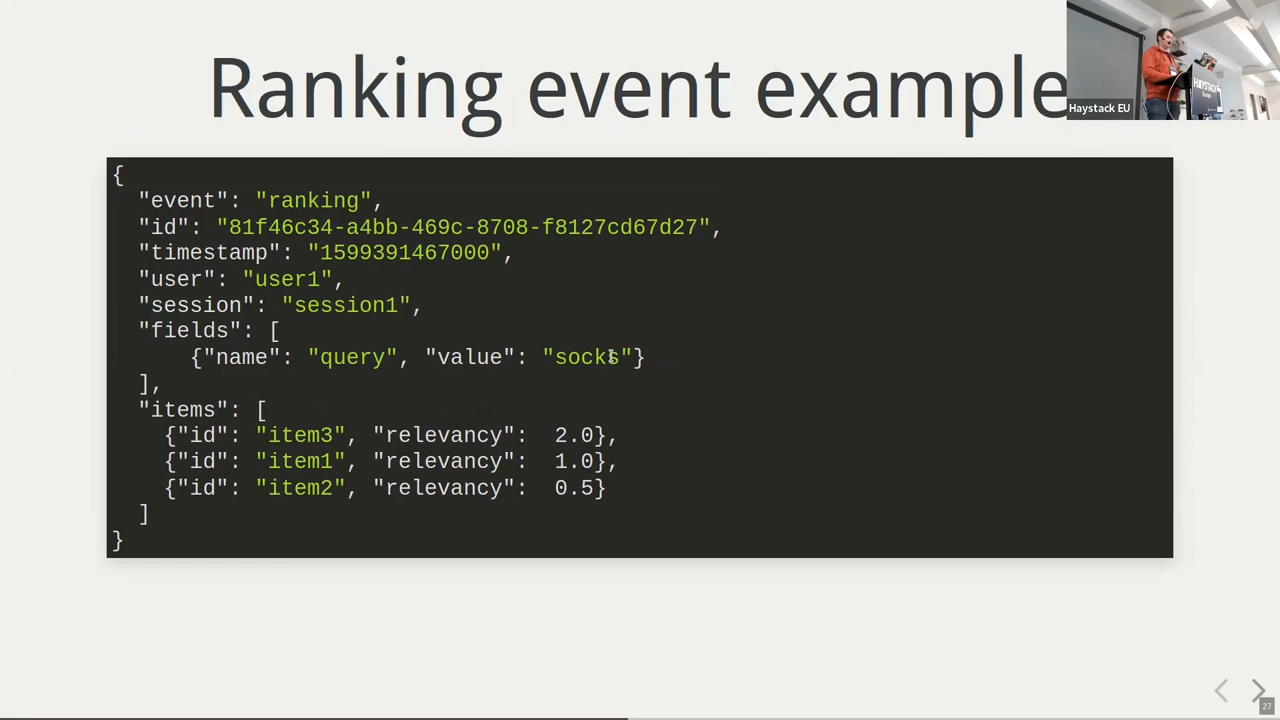 Ranking event example
Haystack EU
HAYSTACK
{
  "event": "ranking",
  "id": "81f46c34-a4bb-469c-8708-f8127cd67d27",
  "timestamp": "1599391467000",
  "user": "user1",
  "session": "session1",
  "fields": [
      {"name": "query", "value": "socks"}
  ],
  "items": [
    {"id": "item3", "relevancy":  2.0},
    {"id": "item1", "relevancy":  1.0},
    {"id": "item2", "relevancy":  0.5}
  ]
}
27